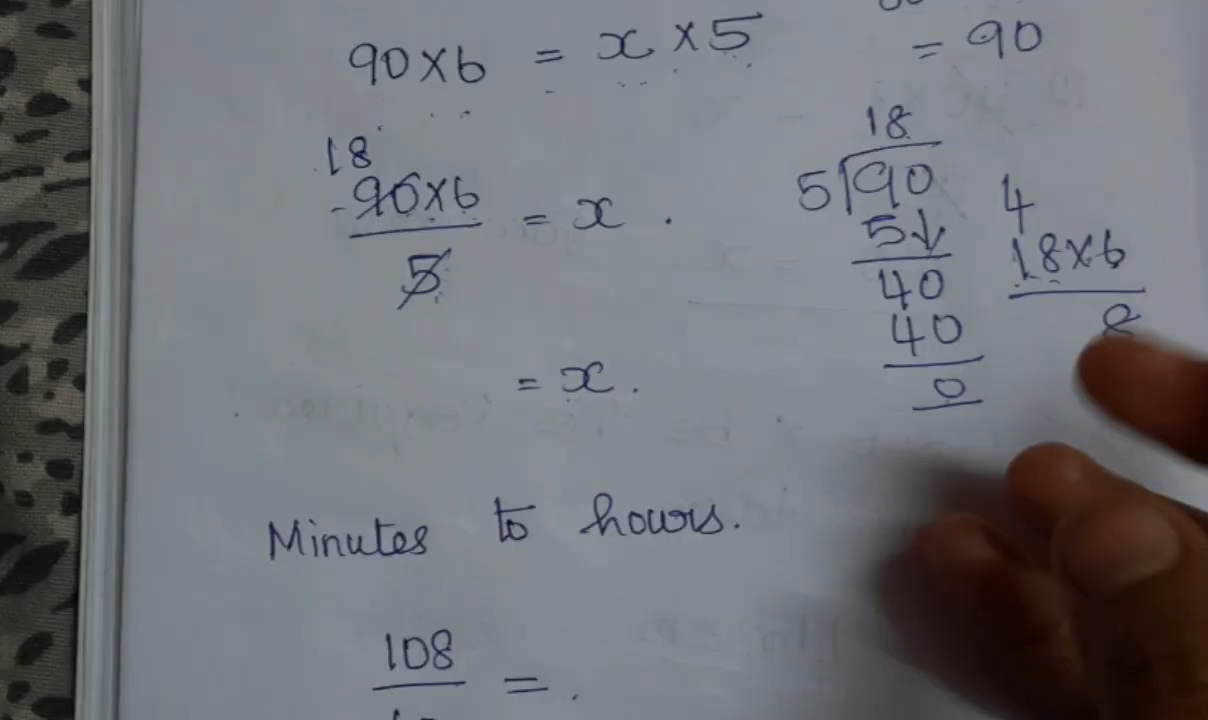 90×6 = x × 5
= 90
18
90×6 = x .
5
= x .
18
5 90
5↓
40
40
0
4
18×6
8
Minutes to hours.
108 = .